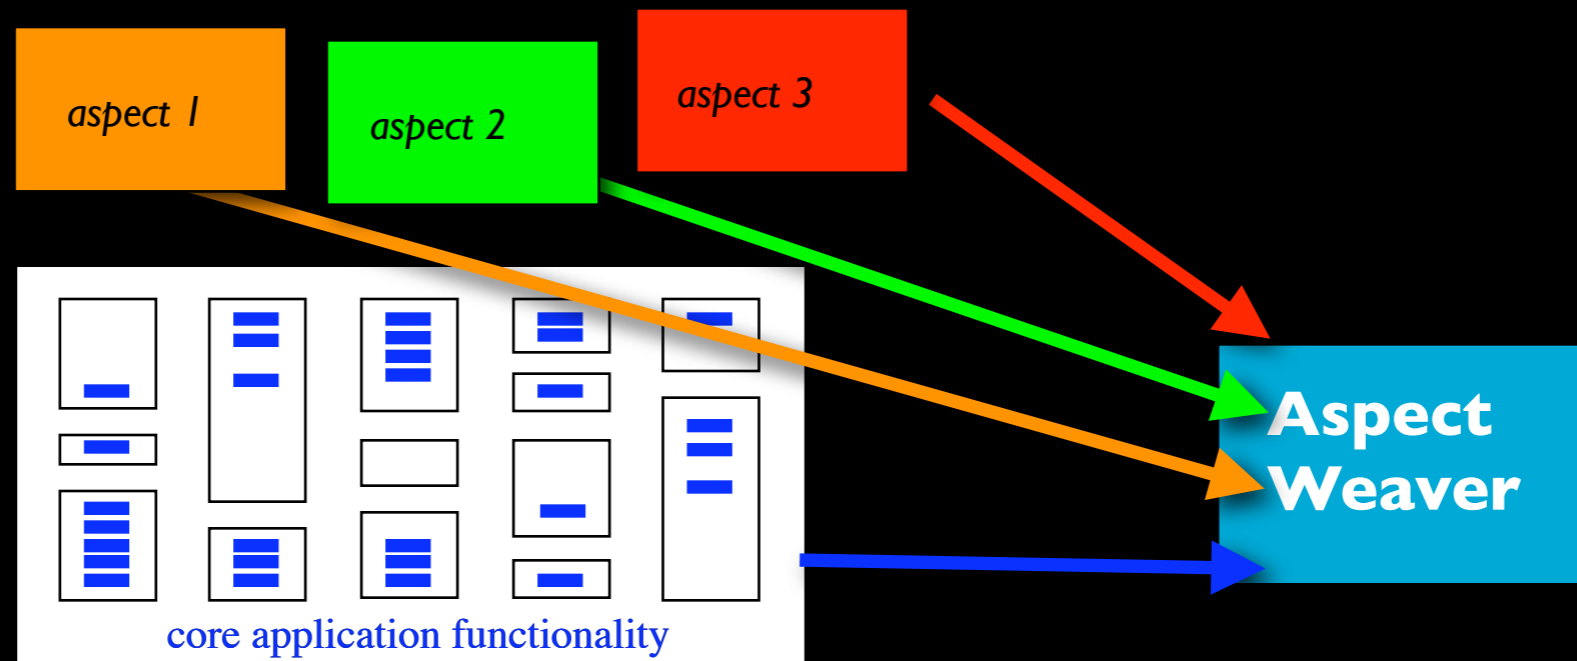 aspect 1
aspect 2
aspect 3
Aspect
Weaver
core application functionality